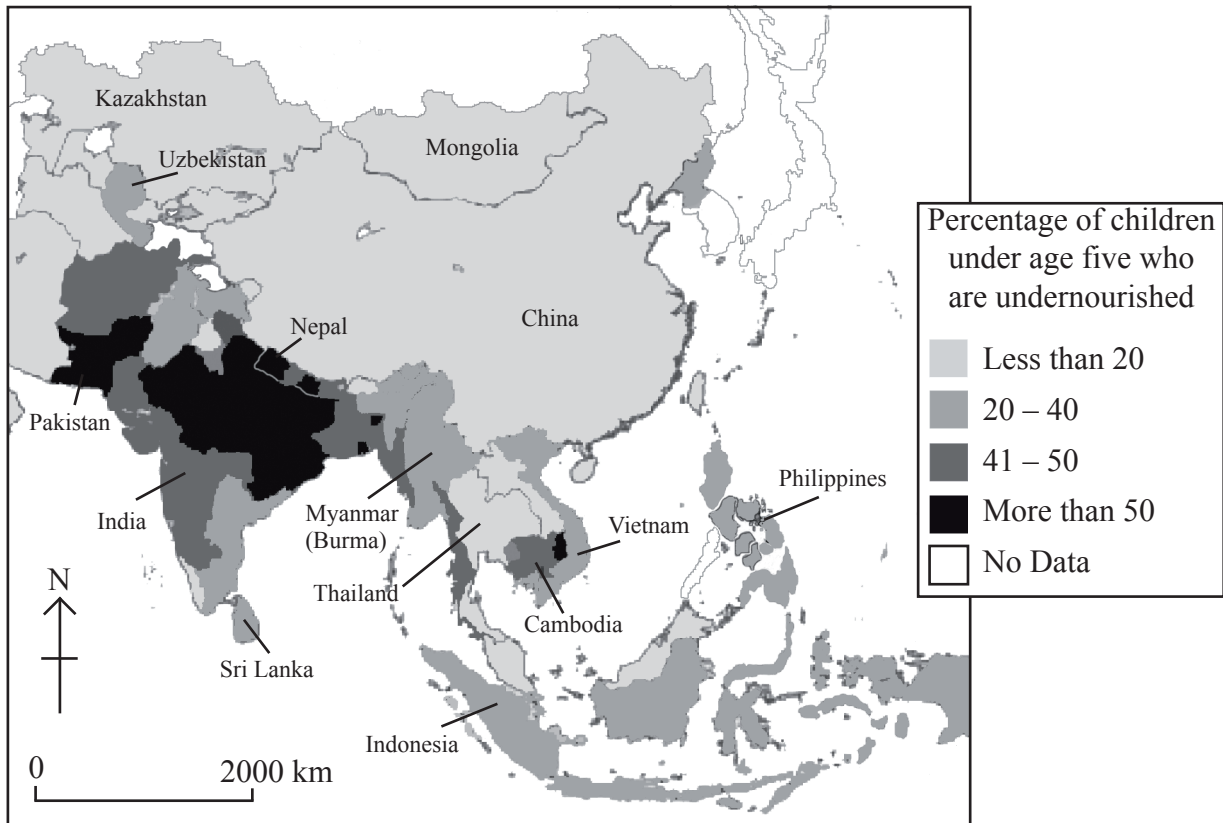 Kazakhstan
Mongolia
Uzbekistan
China
Nepal
Pakistan
India
Myanmar
(Burma)
Thailand
Vietnam
Cambodia
Philippines
Sri Lanka
Indonesia
N
0 2000 km
Percentage of children
under age five who
are undernourished
Less than 20
20 – 40
41 – 50
More than 50
No Data